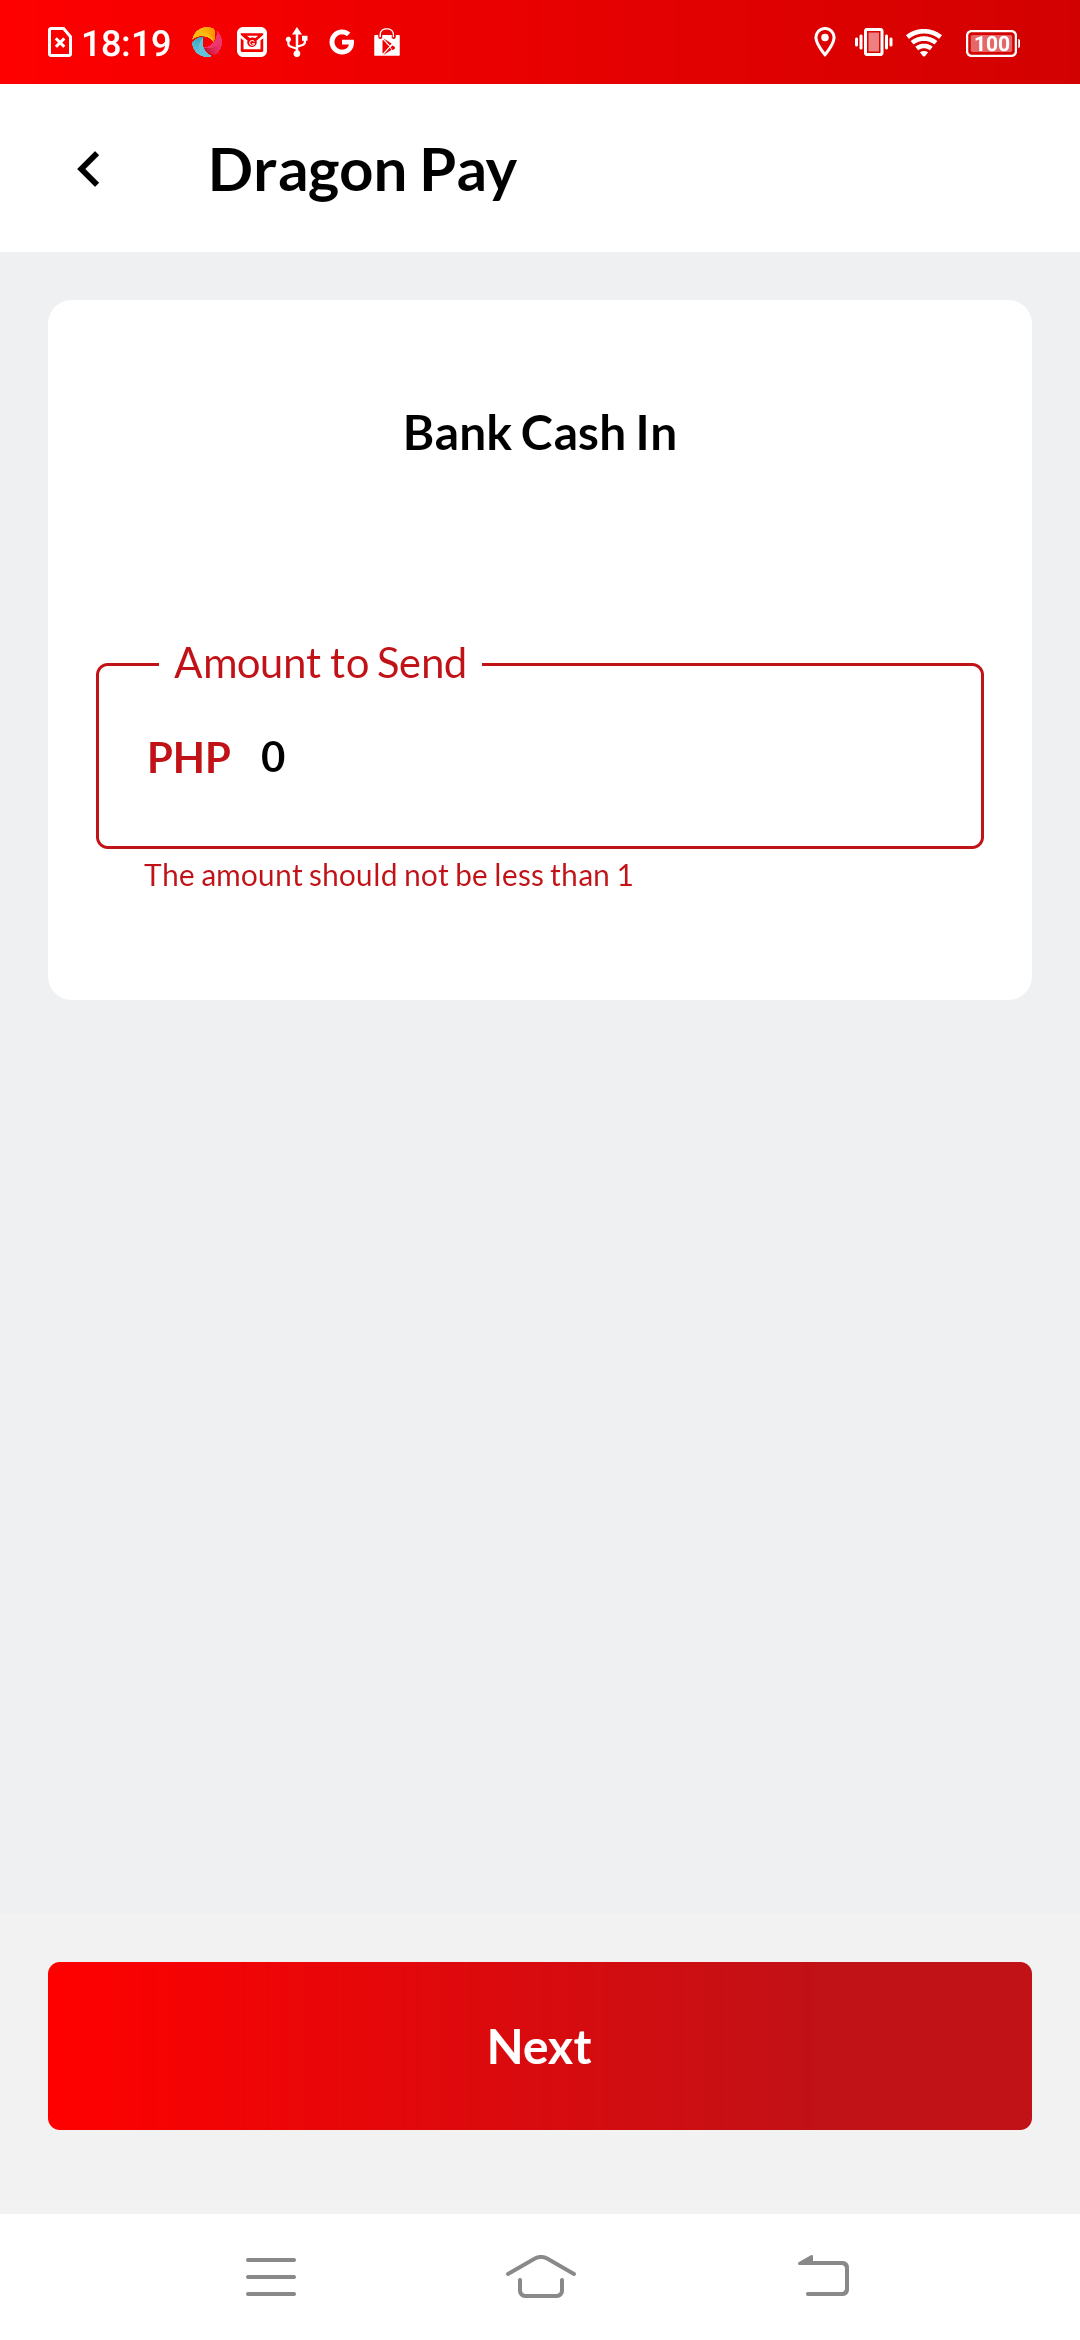 18:19
100
Dragon Pay
Bank Cash In
Amount to Send
PHP 0
The amount should not be less than 1
Next